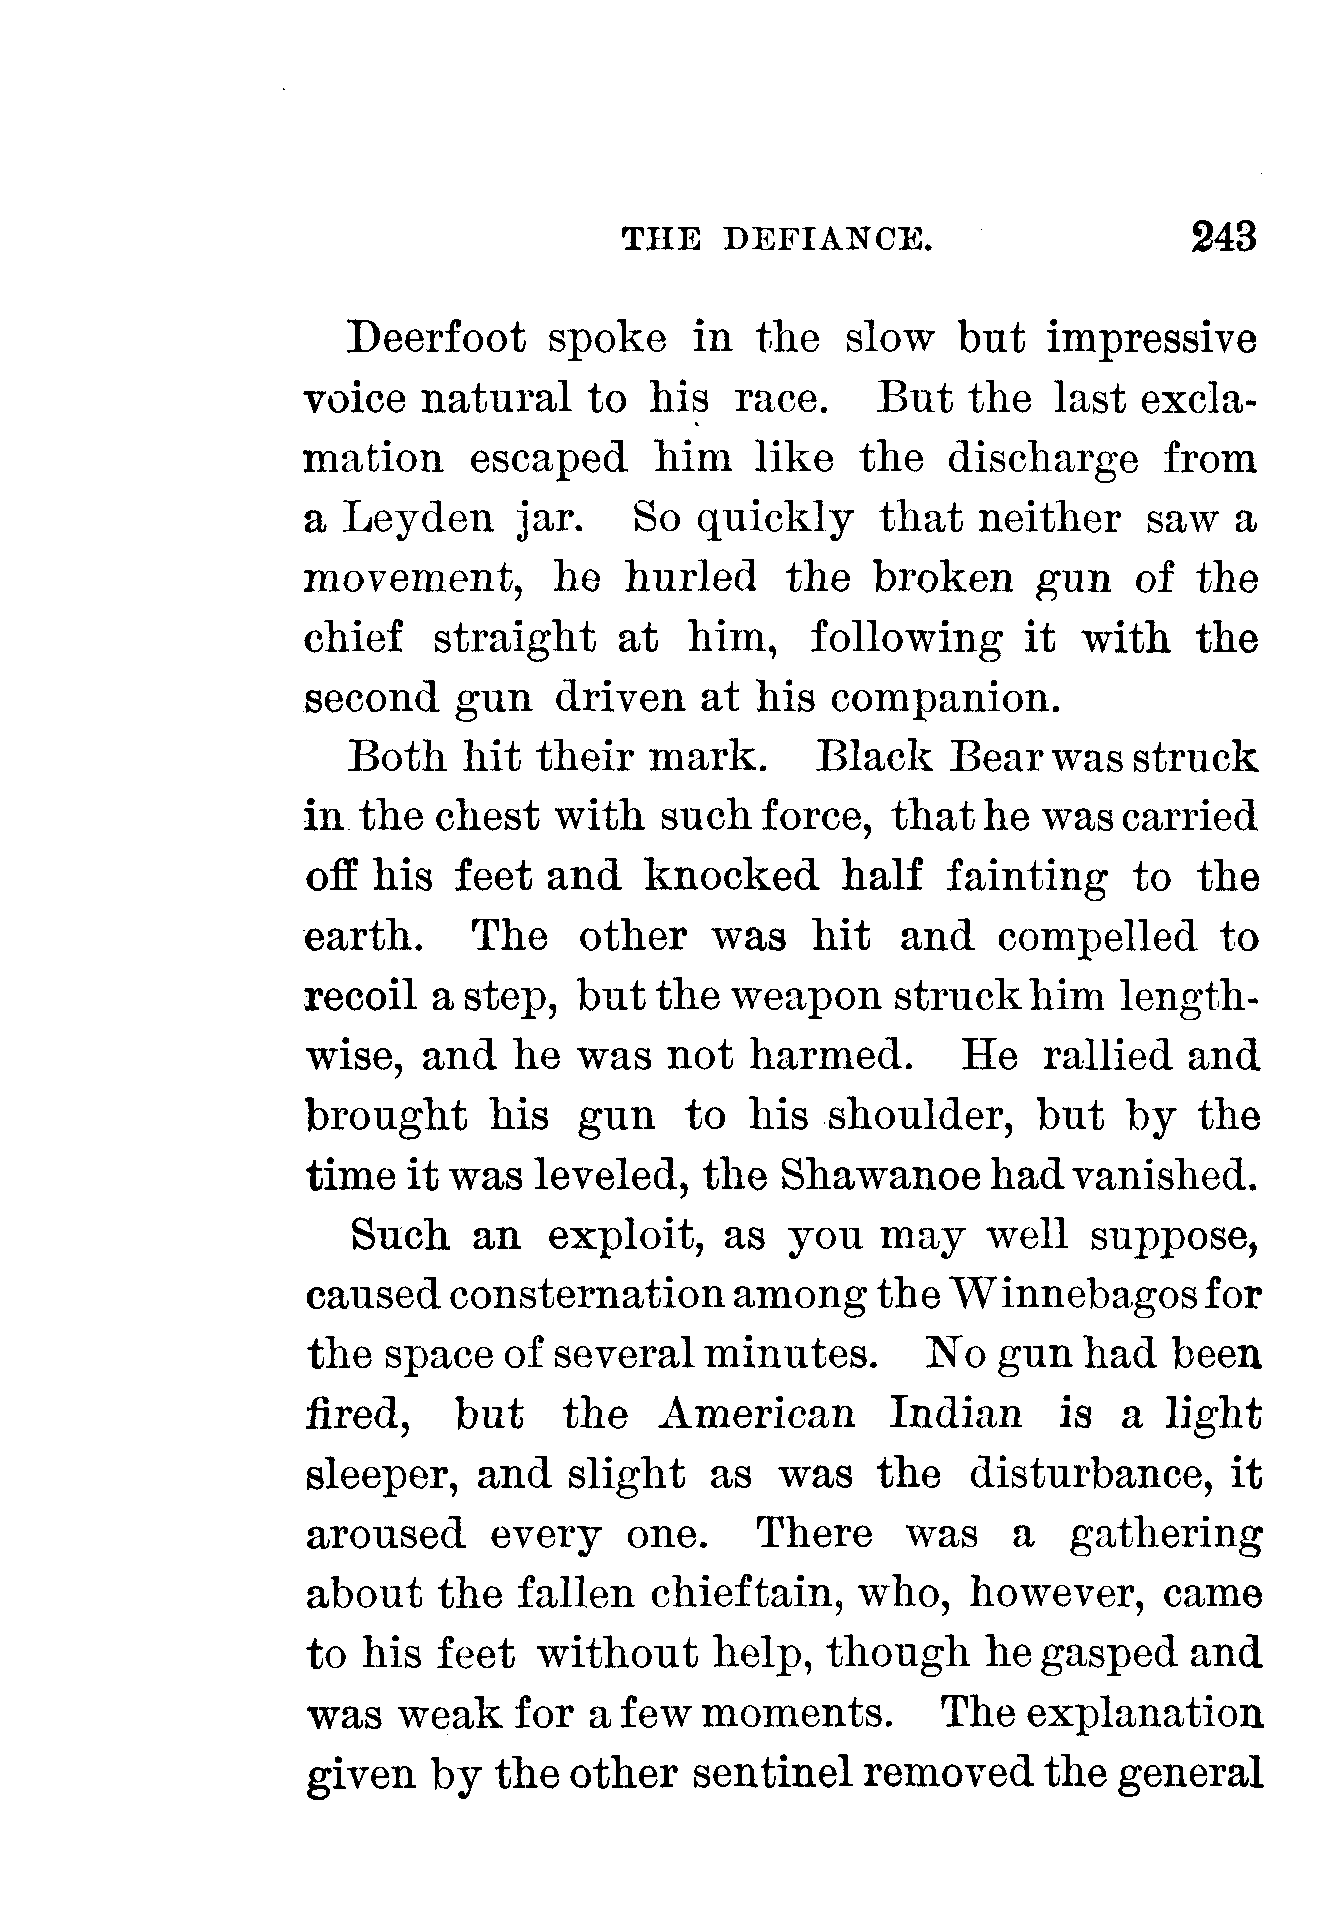 THE DEFIANCE. 243
Deerfoot spoke in the slow but impressive
voice natural to his race. But the last excla-
mation escaped him like the discharge from
a Leyden jar. So quickly that neither saw a
movement, he hurled the broken gun of the
chief straight at him, following it with the
second gun driven at his companion.
Both hit their mark. Black Bear was struck
in the chest with such force, that he was carried
off his feet and knocked half fainting to the
earth. The other was hit and compelled to
recoil a step, but the weapon struck him length-
wise, and he was not harmed. He rallied and
brought his gun to his shoulder, but by the
time it was leveled, the Shawanoe had vanished.
Such an exploit, as you may well suppose,
caused consternation among the Winnebagos for
the space of several minutes. No gun had been
fired, but the American Indian is a light
sleeper, and slight as was the disturbance, it
aroused every one. There was a gathering
about the fallen chieftain, who, however, came
to his feet without help, though he gasped and
was weak for a few moments. The explanation
given by the other sentinel removed the general